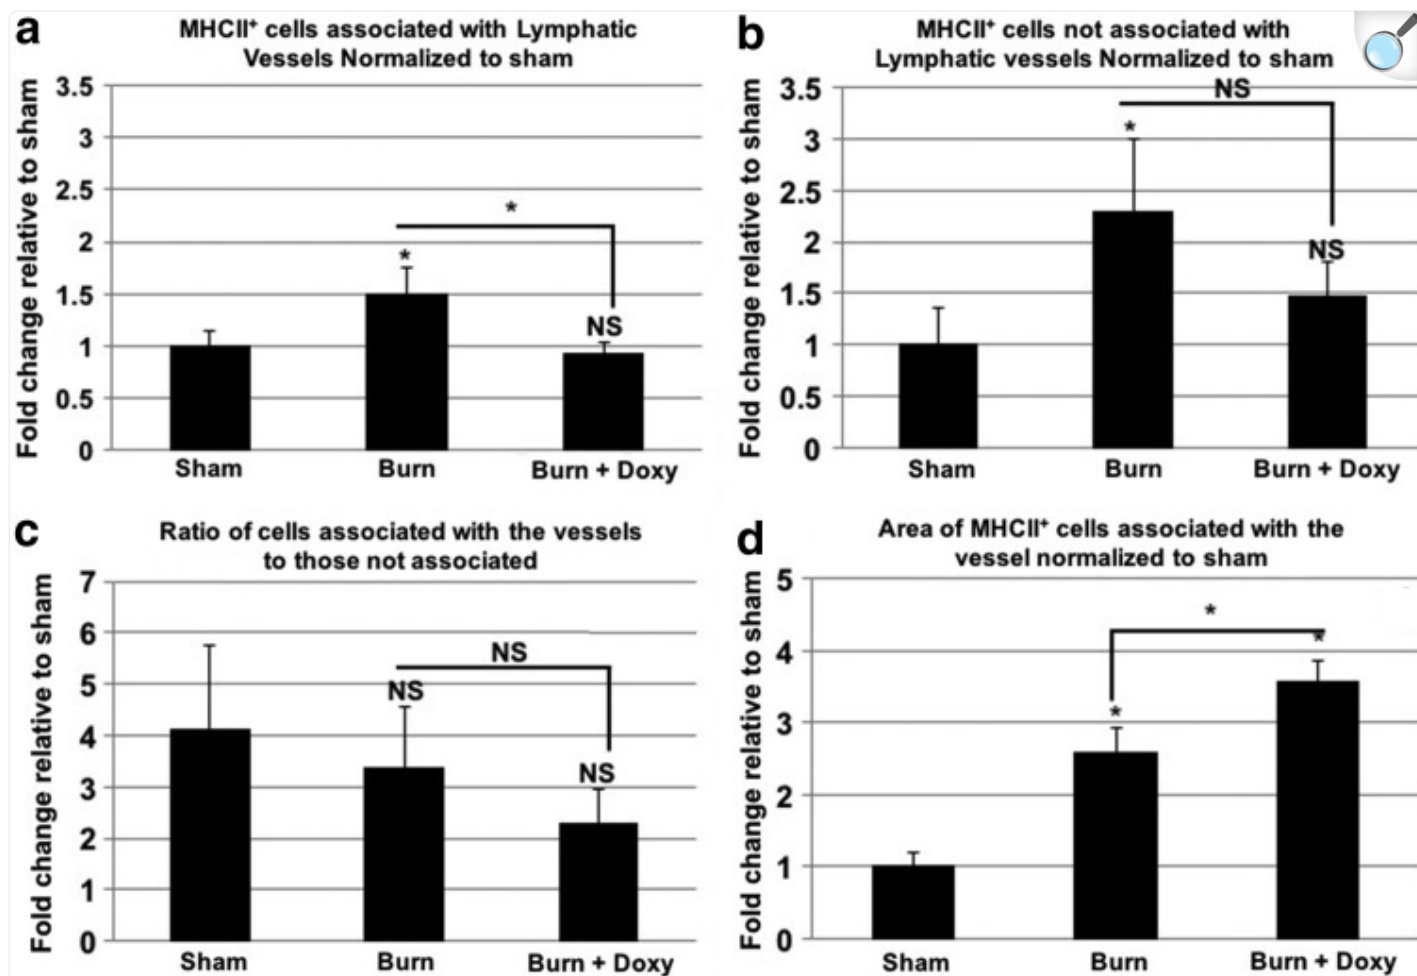 a
MHCII⁺ cells associated with Lymphatic
Vessels Normalized to sham
Fold change relative to sham
3.5
3
2.5
2
1.5
1
0.5
0
*
*
NS
Sham
Burn
Burn + Doxy
b
MHCII⁺ cells not associated with
Lymphatic vessels Normalized to sham
Fold change relative to sham
3.5
3
2.5
2
1.5
1
0.5
0
NS
*
NS
Sham
Burn
Burn + Doxy
c
Ratio of cells associated with the vessels
to those not associated
Fold change relative to sham
7
6
5
4
3
2
1
0
NS
NS
NS
Sham
Burn
Burn + Doxy
d
Area of MHCII⁺ cells associated with the
vessel normalized to sham
Fold change relative to sham
5
4
3
2
1
0
*
*
*
Sham
Burn
Burn + Doxy